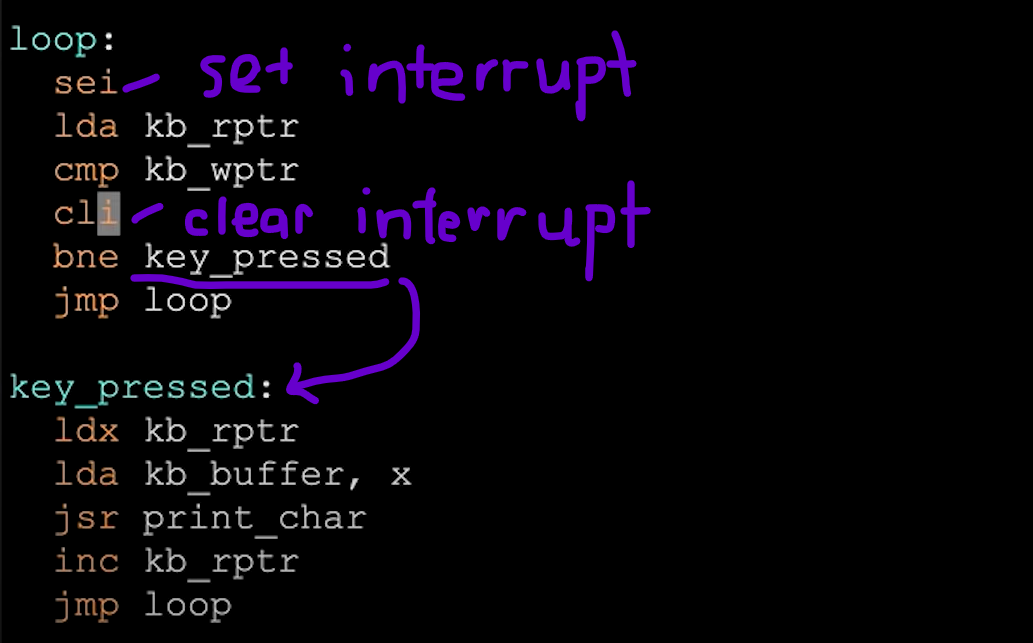 loop:
sei - set interrupt
lda kb_rptr
cmp kb_wptr
cli - clear interrupt
bne key_pressed
jmp loop
key_pressed:
ldx kb_rptr
lda kb_buffer, x
jsr print_char
inc kb_rptr
jmp loop